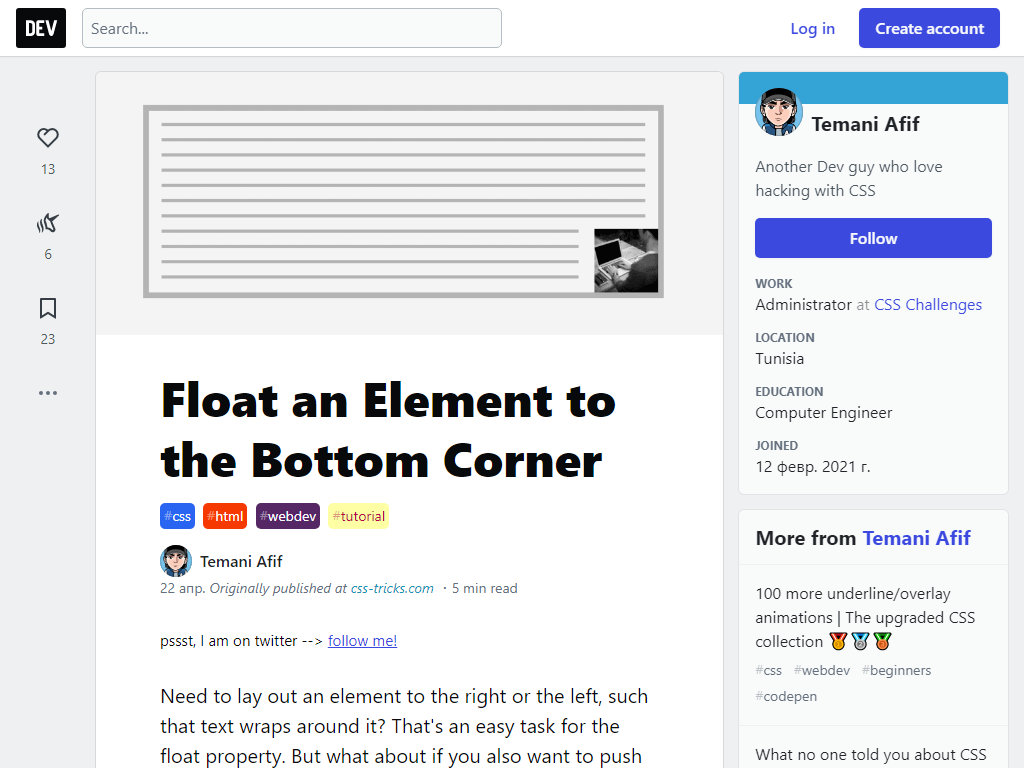 DEV
Search...
Log in
Create account
13
6
23
Float an Element to
the Bottom Corner
#css #html #webdev #tutorial
Temani Afif
22 апр. Originally published at css-tricks.com ・5 min read
pssst, I am on twitter --> follow me!
Need to lay out an element to the right or the left, such
that text wraps around it? That's an easy task for the
float property. But what about if you also want to push
Temani Afif
Another Dev guy who love
hacking with CSS
Follow
WORK
Administrator at CSS Challenges
LOCATION
Tunisia
EDUCATION
Computer Engineer
JOINED
12 февр. 2021 г.
More from Temani Afif
100 more underline/overlay
animations | The upgraded CSS
collection 🥇🥈🥉
#css #webdev #beginners
#codepen
What no one told you about CSS